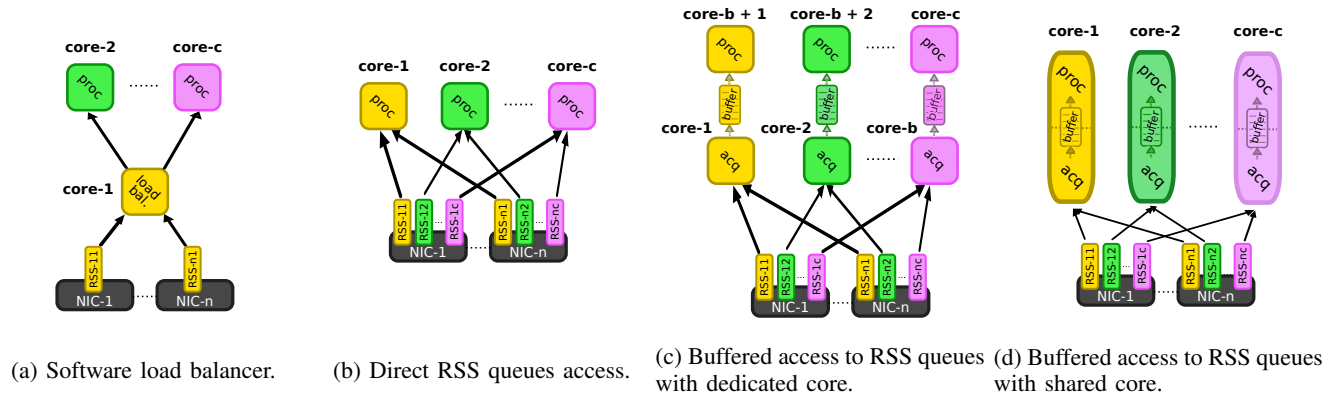 core-2 core-c
proc ...... proc
core-1
load bal.
RSS-11 RSS-n1
NIC-1 ...... NIC-n
(a) Software load balancer.
core-1 core-2 core-c
proc proc ...... proc
RSS-11 RSS-12 ... RSS-1c RSS-n1 RSS-n2 ... RSS-nc
NIC-1 ...... NIC-n
(b) Direct RSS queues access.
core-b + 1 core-b + 2 core-c
proc proc ...... proc
buffer buffer buffer
core-1 core-2 core-b
acq acq ...... acq
RSS-11 RSS-12 ... RSS-1c RSS-n1 RSS-n2 ... RSS-nc
NIC-1 ...... NIC-n
(c) Buffered access to RSS queues
with dedicated core.
core-1 core-2 core-c
proc proc proc
buffer buffer ...... buffer
acq acq acq
RSS-11 RSS-12 ... RSS-1c RSS-n1 RSS-n2 ... RSS-nc
NIC-1 ...... NIC-n
(d) Buffered access to RSS queues
with shared core.